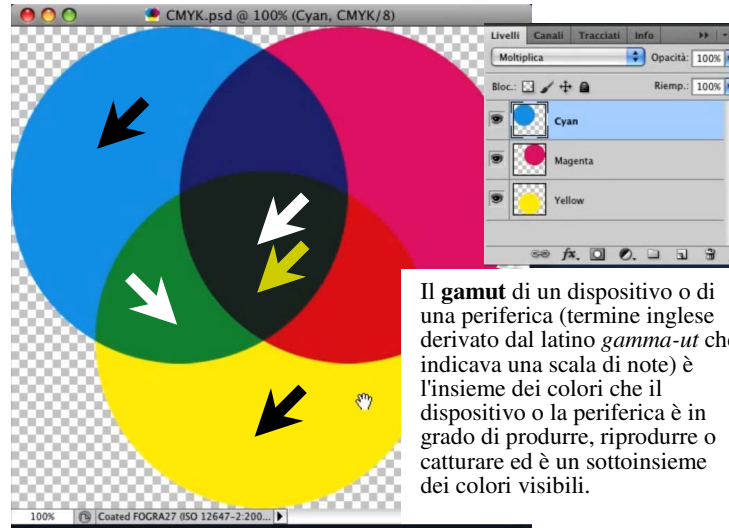 CMYK.psd @ 100% (Cyan, CMYK/8)
Livelli Canali Tracciati Info
Moltiplica Opacità: 100%
Bloc.: Riemp.: 100%
Cyan
Magenta
Yellow
fx.
Il gamut di un dispositivo o di
una periferica (termine inglese
derivato dal latino gamma-ut che
indicava una scala di note) è
l'insieme dei colori che il
dispositivo o la periferica è in
grado di produrre, riprodurre o
catturare ed è un sottoinsieme
dei colori visibili.
100% Coated FOGRA27 (ISO 12647-2:200...